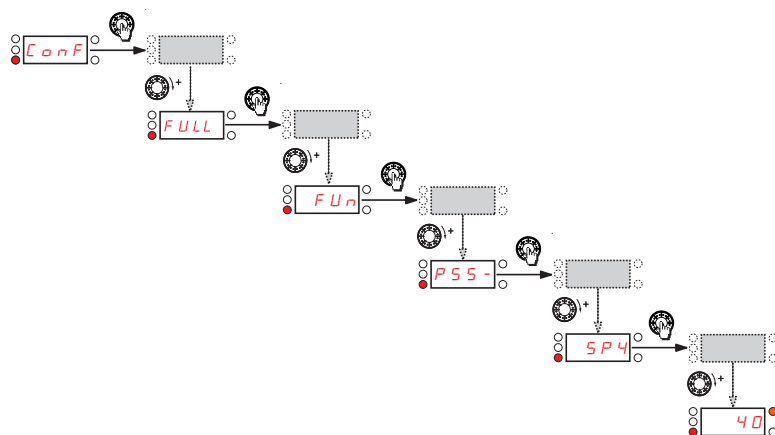 ConF
+
FULL
+
FUn
+
PSS-
+
SP4
+
40